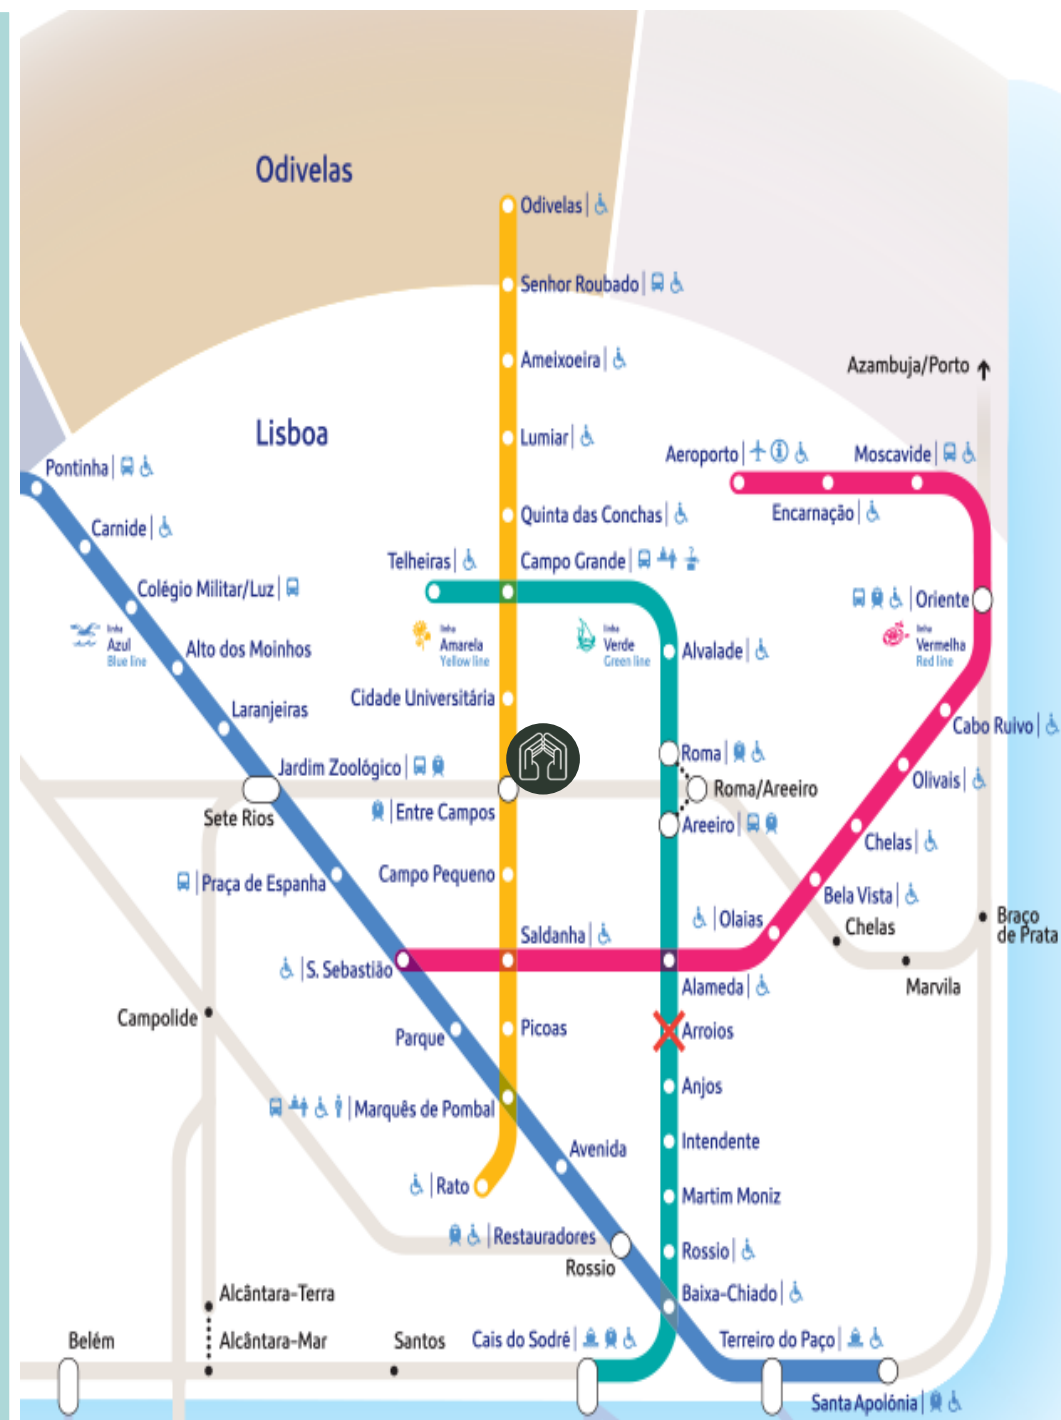 Odivelas
Odivelas
Senhor Roubado
Ameixoeira
Azambuja/Porto
Lisboa
Lumiar
Aeroporto
Moscavide
Pontinha
Quinta das Conchas
Encarnação
Carnide
Telheiras
Campo Grande
Colégio Militar/Luz
Oriente
linha
Azul
Blue line
linha
Amarela
Yellow line
linha
Verde
Green line
linha
Vermelha
Red line
Alto dos Moinhos
Alvalade
Cidade Universitária
Laranjeiras
Cabo Ruivo
Jardim Zoológico
Roma
Olivais
Roma/Areeiro
Sete Rios
Entre Campos
Areeiro
Chelas
Praça de Espanha
Campo Pequeno
Bela Vista
Olaias
Chelas
Braço
de Prata
Saldanha
S. Sebastião
Alameda
Marvila
Campolide
Parque
Picoas
Arroios
Anjos
Marquês de Pombal
Avenida
Intendente
Rato
Martim Moniz
Restauradores
Rossio
Rossio
Alcântara-Terra
Baixa-Chiado
Belém
Alcântara-Mar
Santos
Cais do Sodré
Terreiro do Paço
Santa Apolónia